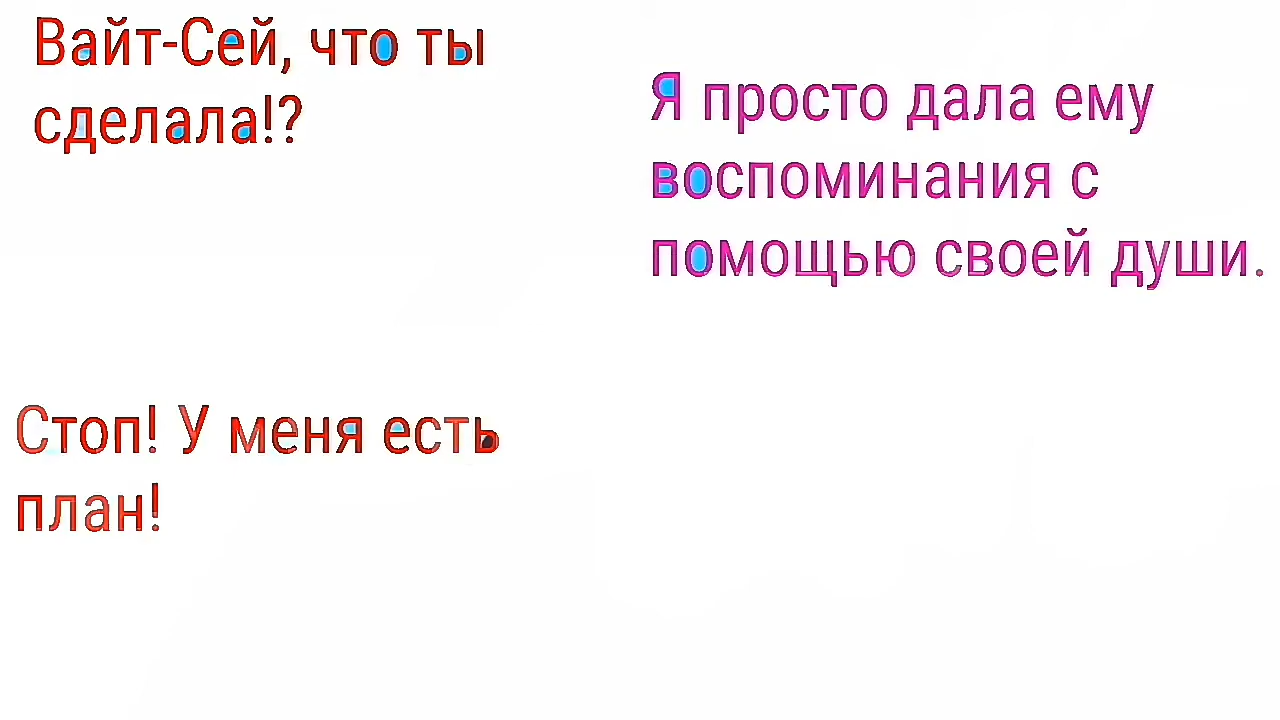 Вайт-Сей, что ты
сделала!?
Я просто дала ему
воспоминания с
помощью своей души.
Стоп! У меня есть
план!